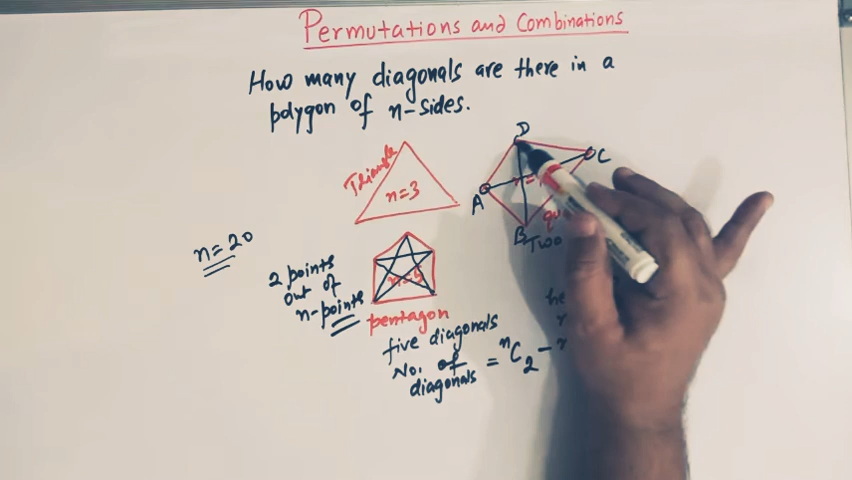 Permutations and Combinations
How many diagonals are there in a
polygon of n-sides.
Triangle
n=3
D
C
A
B
Two
n=20
2 points
out of
n-points
n=5
pentagon
five diagonals
No. of
diagonals
= ⁿC₂ -